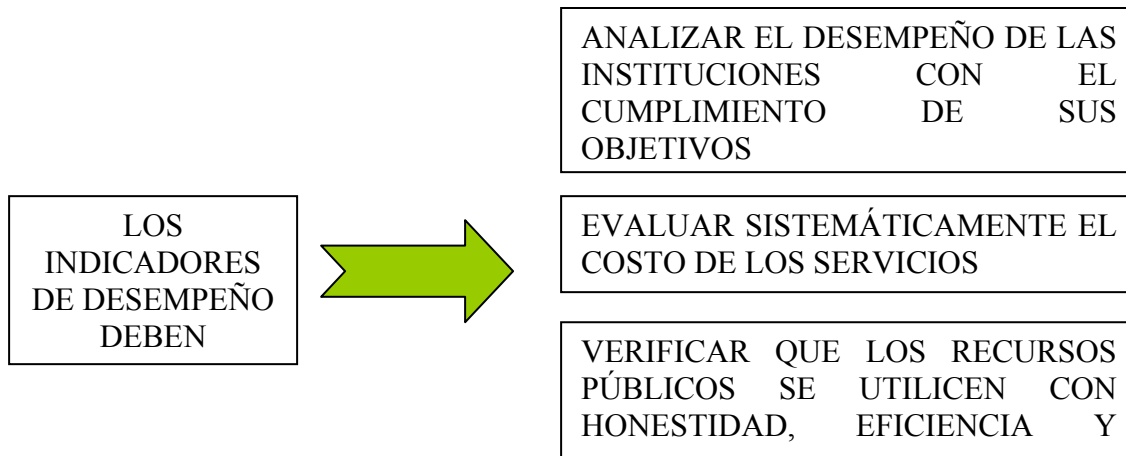 LOS
INDICADORES
DE DESEMPEÑO
DEBEN
ANALIZAR EL DESEMPEÑO DE LAS
INSTITUCIONES CON EL
CUMPLIMIENTO DE SUS
OBJETIVOS
EVALUAR SISTEMÁTICAMENTE EL
COSTO DE LOS SERVICIOS
VERIFICAR QUE LOS RECURSOS
PÚBLICOS SE UTILICEN CON
HONESTIDAD, EFICIENCIA Y